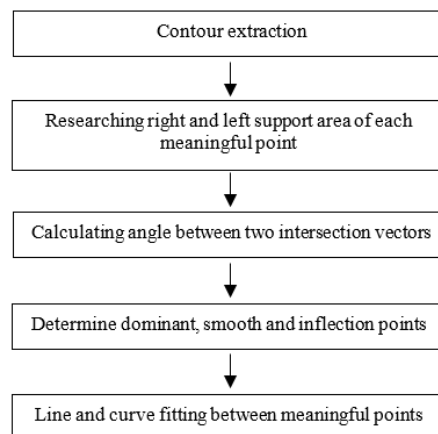 Contour extraction
Researching right and left support area of each
meaningful point
Calculating angle between two intersection vectors
Determine dominant, smooth and inflection points
Line and curve fitting between meaningful points